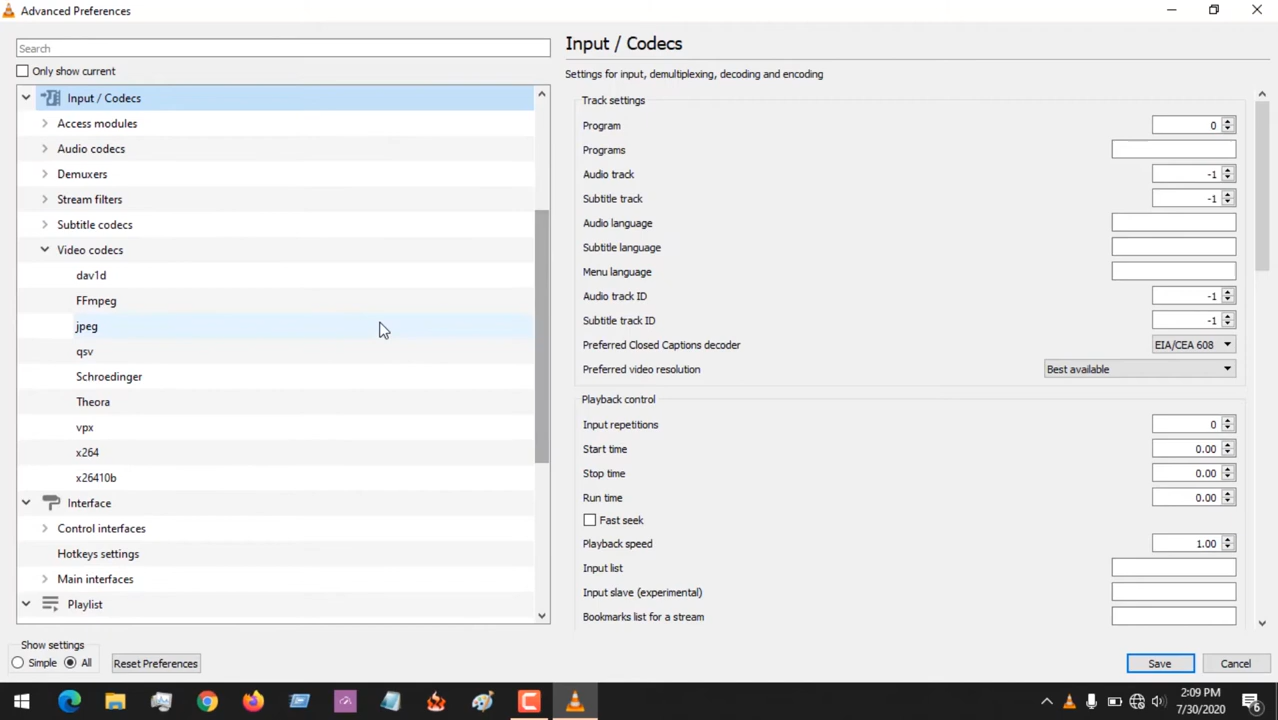 Advanced Preferences
Search
Only show current
Input / Codecs
Access modules
Audio codecs
Demuxers
Stream filters
Subtitle codecs
Video codecs
dav1d
FFmpeg
jpeg
qsv
Schroedinger
Theora
vpx
x264
x26410b
Interface
Control interfaces
Hotkeys settings
Main interfaces
Playlist
Show settings
Simple All
Reset Preferences
Input / Codecs
Settings for input, demultiplexing, decoding and encoding
Track settings
Program 0
Programs
Audio track -1
Subtitle track -1
Audio language
Subtitle language
Menu language
Audio track ID -1
Subtitle track ID -1
Preferred Closed Captions decoder EIA/CEA 608
Preferred video resolution Best available
Playback control
Input repetitions 0
Start time 0.00
Stop time 0.00
Run time 0.00
Fast seek
Playback speed 1.00
Input list
Input slave (experimental)
Bookmarks list for a stream
Save Cancel
2:09 PM
7/30/2020
6